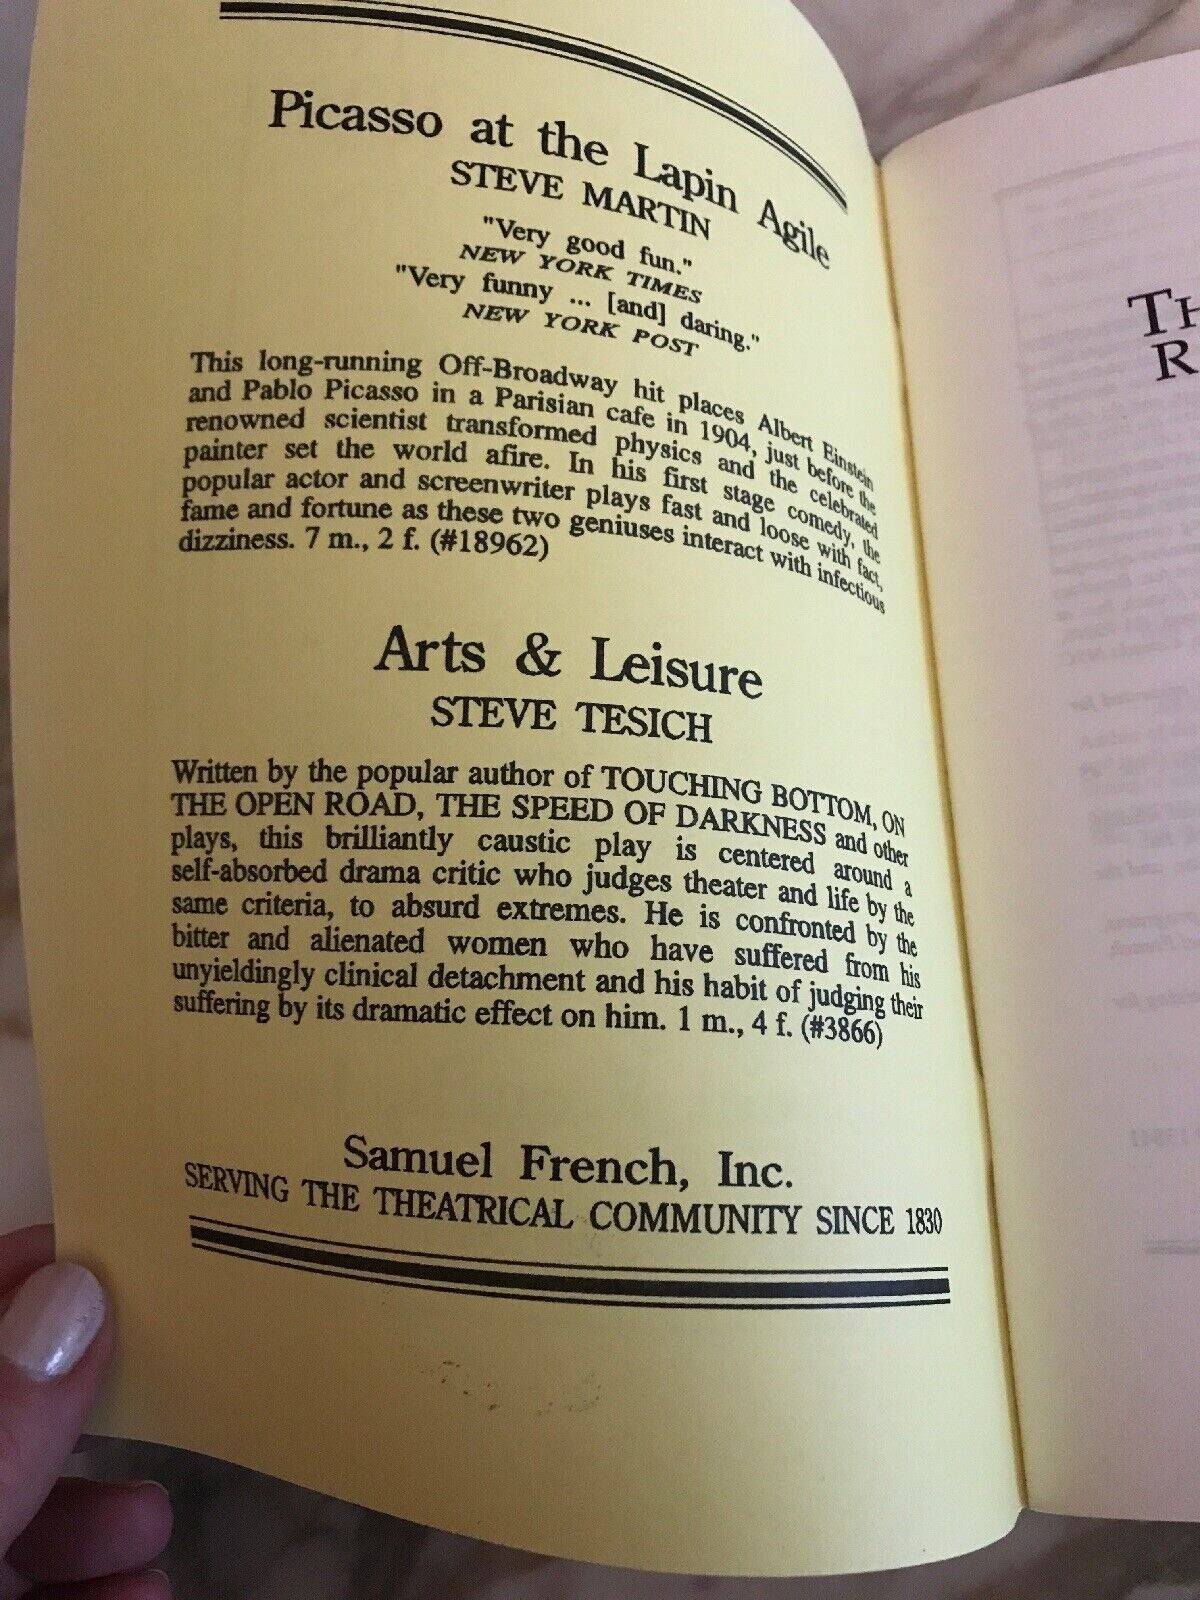 Picasso at the Lapin Agile
STEVE MARTIN
"Very good fun."
NEW YORK TIMES
"Very funny ... [and] daring."
NEW YORK POST
This long-running Off-Broadway hit places Albert Einstein
and Pablo Picasso in a Parisian cafe in 1904, just before the
renowned scientist transformed physics and the celebrated
painter set the world afire. In his first stage comedy, the
popular actor and screenwriter plays fast and loose with fact,
fame and fortune as these two geniuses interact with infectious
dizziness. 7 m., 2 f. (#18962)
Arts & Leisure
STEVE TESICH
Written by the popular author of TOUCHING BOTTOM, ON
THE OPEN ROAD, THE SPEED OF DARKNESS and other
plays, this brilliantly caustic play is centered around a
self-absorbed drama critic who judges theater and life by the
same criteria, to absurd extremes. He is confronted by the
bitter and alienated women who have suffered from his
unyieldingly clinical detachment and his habit of judging their
suffering by its dramatic effect on him. 1 m., 4 f. (#3866)
Samuel French, Inc.
SERVING THE THEATRICAL COMMUNITY SINCE 1830
TH
R